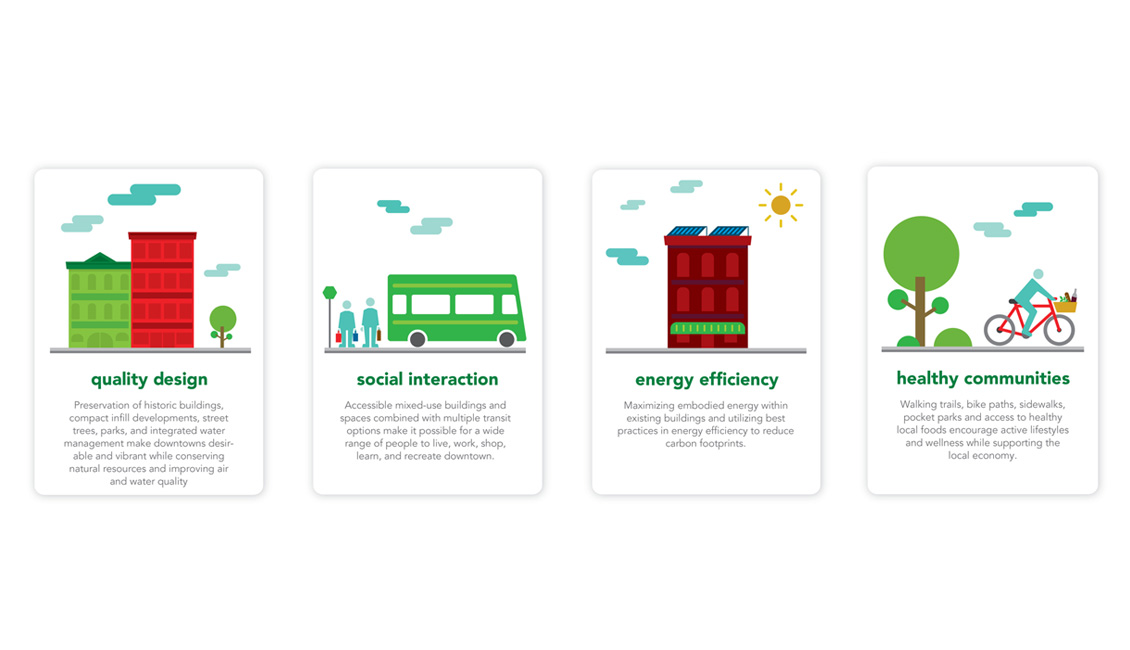 quality design
Preservation of historic buildings,
compact infill developments, street
trees, parks, and integrated water
management make downtowns desir-
able and vibrant while conserving
natural resources and improving air
and water quality
social interaction
Accessible mixed-use buildings and
spaces combined with multiple transit
options make it possible for a wide
range of people to live, work, shop,
learn, and recreate downtown.
energy efficiency
Maximizing embodied energy within
existing buildings and utilizing best
practices in energy efficiency to reduce
carbon footprints.
healthy communities
Walking trails, bike paths, sidewalks,
pocket parks and access to healthy
local foods encourage active lifestyles
and wellness while supporting the
local economy.